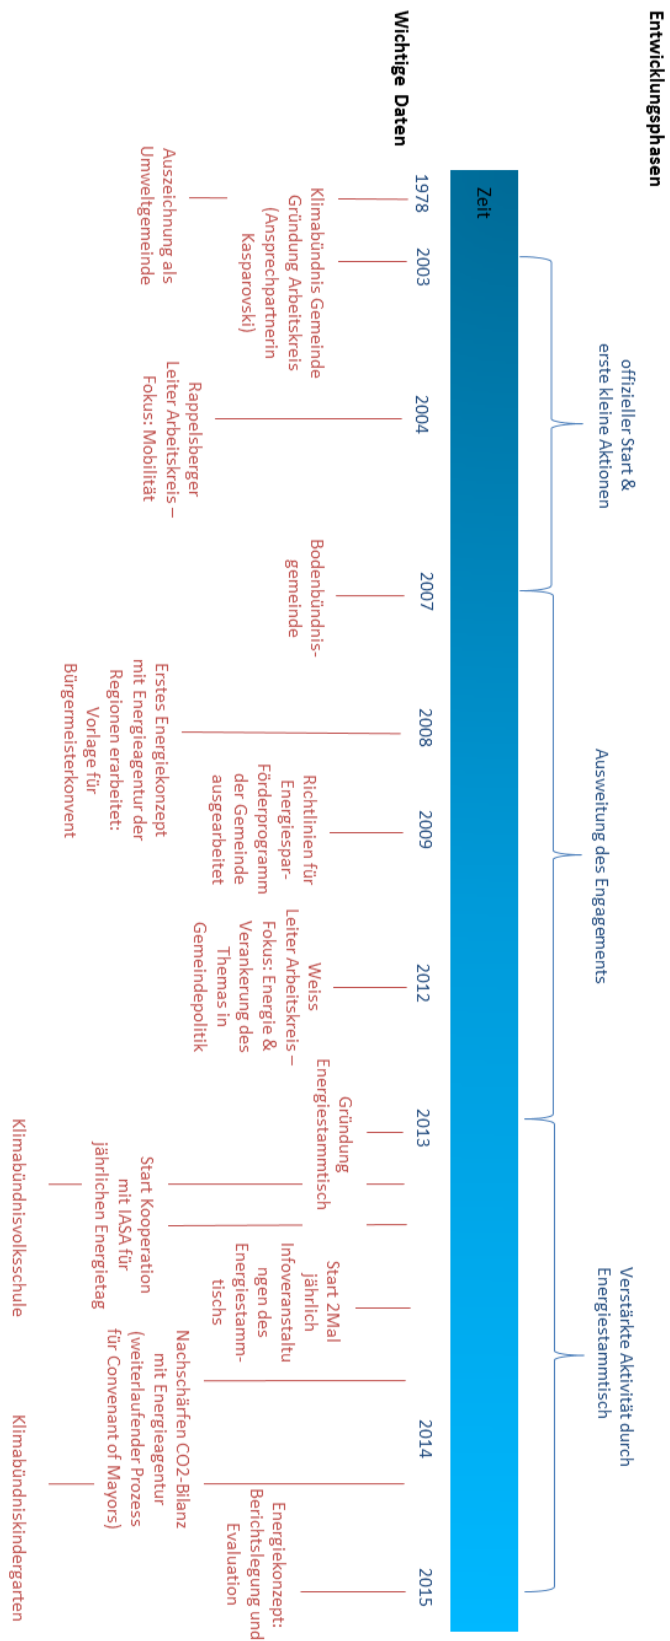 Entwicklungsphasen
offizieller Start &
erste kleine Aktionen
Ausweitung des Engagements
Verstärkte Aktivität durch
Energiestammtisch
Zeit
Wichtige Daten
1978
2003
2004
2007
2008
2009
2012
2013
2014
2015
Auszeichnung als
Umweltgemeinde
Klimabündnis Gemeinde
Gründung Arbeitskreis
(Ansprechpartnerin
Kasparovski)
Rappelsberger
Leiter Arbeitskreis –
Fokus: Mobilität
Bodenbündnis-
gemeinde
Erstes Energiekonzept
mit Energieagentur der
Regionen erarbeitet:
Vorlage für
Bürgermeisterkonvent
Richtlinien für
Energiespar-
Förderprogramm
der Gemeinde
ausgearbeitet
Weiss
Leiter Arbeitskreis –
Fokus: Energie &
Verankerung des
Themas in
Gemeindepolitik
Gründung
Energiestammtisch
Klimabündnisvolksschule
Start Kooperation
mit IASA für
jährlichen Energietag
Start 2Mal
jährlich
Infoveranstaltu
ngen des
Energiestamm-
tischs
Nachschärfen CO2-Bilanz
mit Energieagentur
(weiterlaufender Prozess
für Convenant of Mayors)
Klimabündniskindergarten
Energiekonzept:
Berichtslegung und
Evaluation